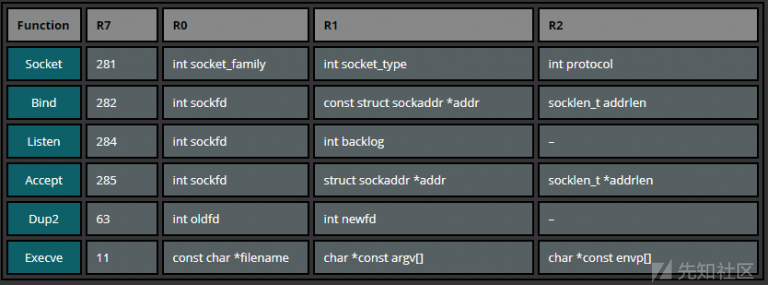 Function R7 R0 R1 R2
Socket 281 int socket_family int socket_type int protocol
Bind 282 int sockfd const struct sockaddr *addr socklen_t addrlen
Listen 284 int sockfd int backlog –
Accept 285 int sockfd struct sockaddr *addr socklen_t *addrlen
Dup2 63 int oldfd int newfd –
Execve 11 const char *filename char *const argv[] char *const envp[]
先知社区